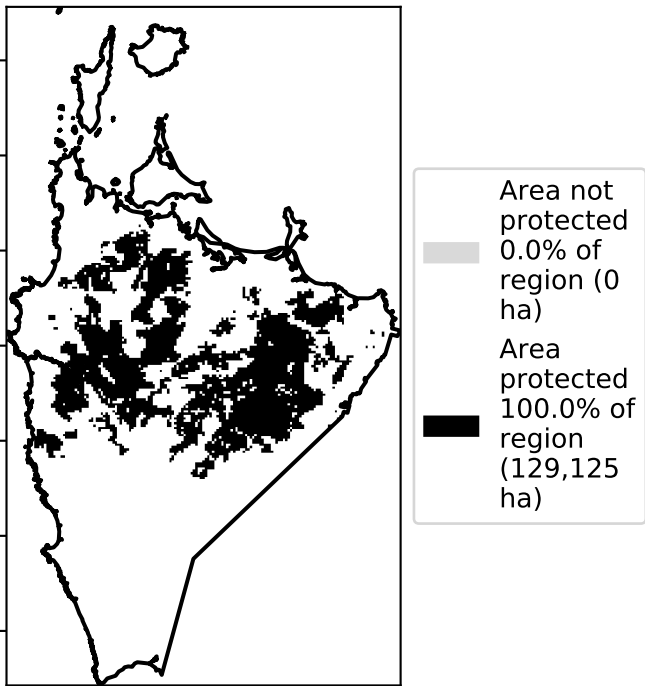 Area not
protected
0.0% of
region (0
ha)
Area
protected
100.0% of
region
(129,125
ha)